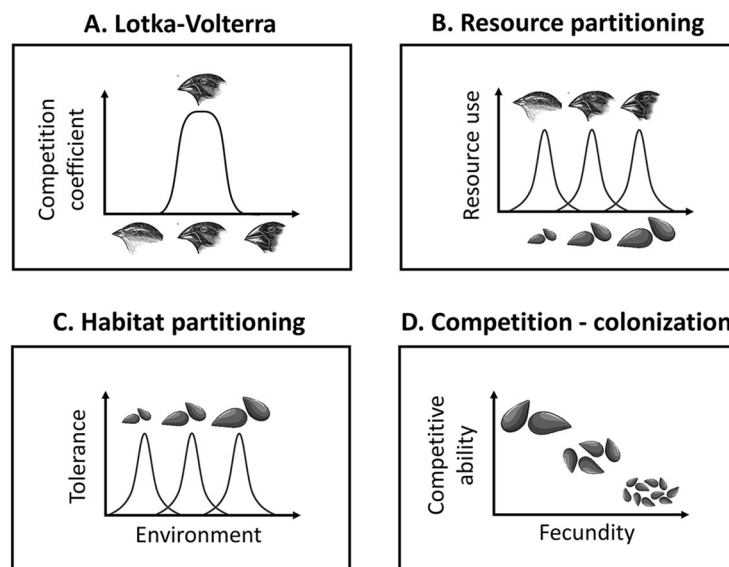 A. Lotka-Volterra
Competition
coefficient
B. Resource partitioning
Resource use
C. Habitat partitioning
Tolerance
Environment
D. Competition - colonization
Competitive
ability
Fecundity